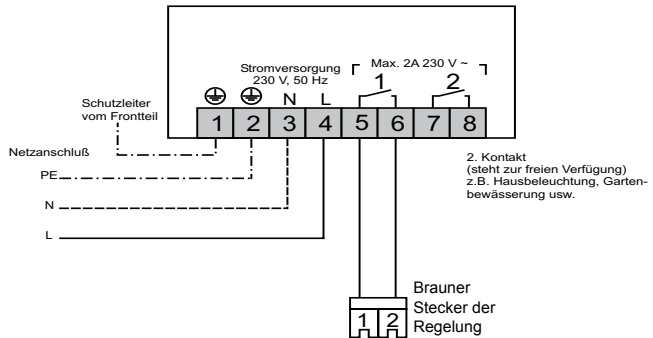 Stromversorgung
230 V, 50 Hz
Max. 2A 230 V ~
1
2
N
L
1
2
3
4
5
6
7
8
Schutzleiter
vom Frontteil
Netzanschluß
PE
N
L
2. Kontakt
(steht zur freien Verfügung)
z.B. Hausbeleuchtung, Garten-
bewässerung usw.
Brauner
Stecker der
Regelung
1
2